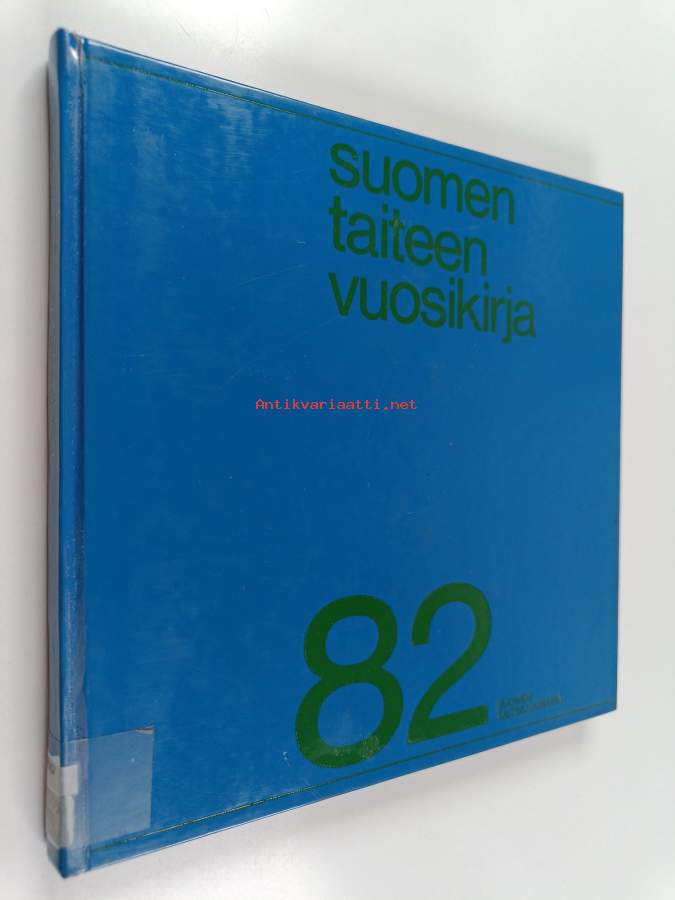 suomen
taiteen
vuosikirja
Antikvariaatti.net
82